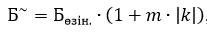 Б˜ = Бөзін. · (1 + m · |k|),